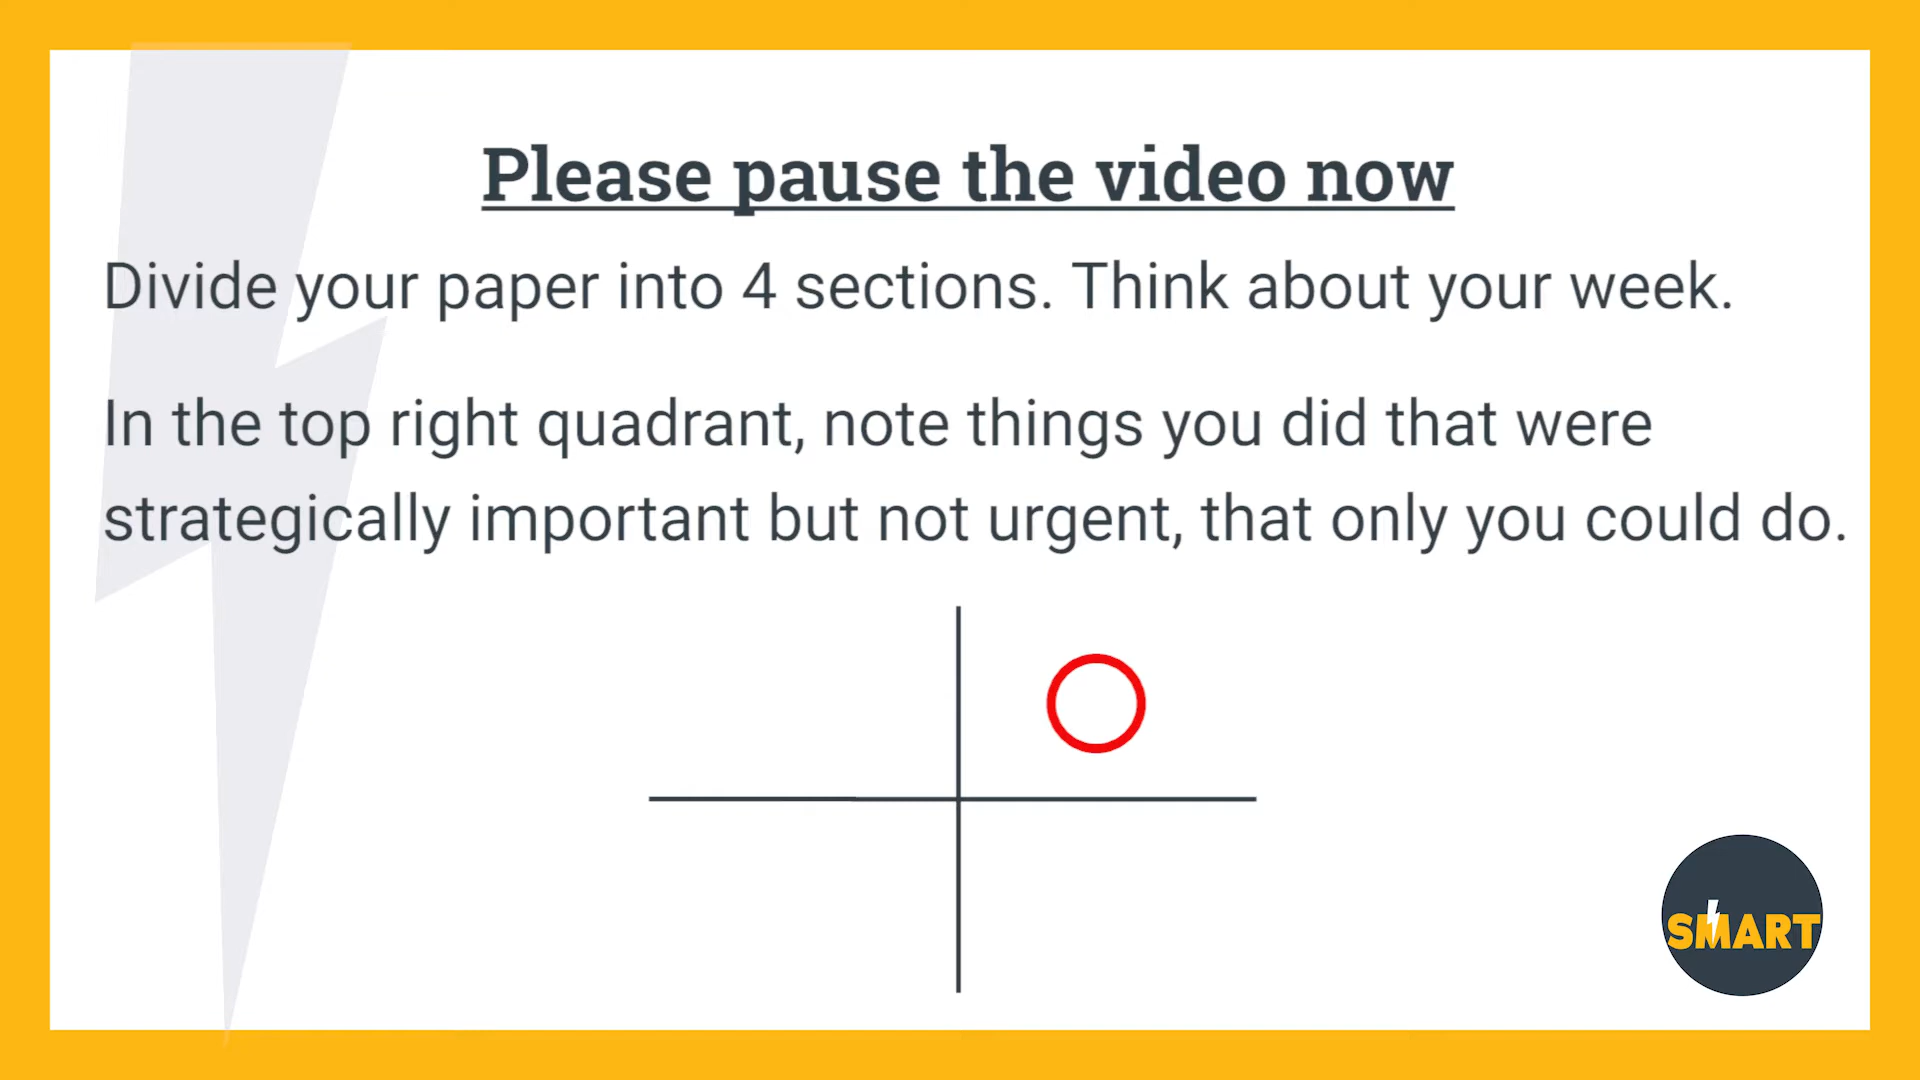 Please pause the video now
Divide your paper into 4 sections. Think about your week.
In the top right quadrant, note things you did that were
strategically important but not urgent, that only you could do.
SMART